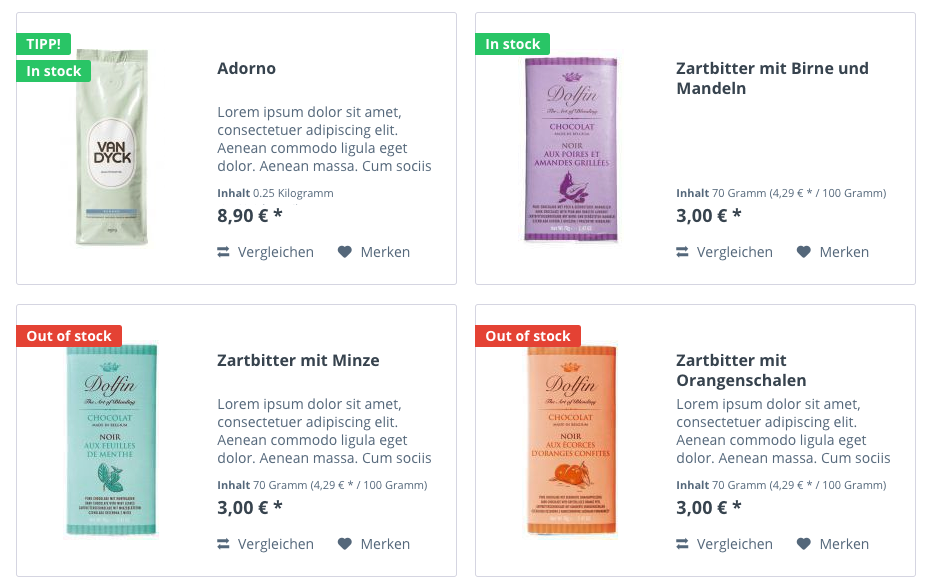 TIPP!
In stock
VAN
DYCK
Adorno
Lorem ipsum dolor sit amet,
consectetuer adipiscing elit.
Aenean commodo ligula eget
dolor. Aenean massa. Cum sociis
Inhalt 0.25 Kilogramm
8,90 € *
Vergleichen
Merken
In stock
Dolfin
The Art of Blending
CHOCOLAT
MADE IN BELGIUM
NOIR
AUX POIRES ET
AMANDES GRILLÉES
Zartbitter mit Birne und
Mandeln
Inhalt 70 Gramm (4,29 € * / 100 Gramm)
3,00 € *
Vergleichen
Merken
Out of stock
Dolfin
The Art of Blending
CHOCOLAT
MADE IN BELGIUM
NOIR
AUX FEUILLES
DE MENTHE
Zartbitter mit Minze
Lorem ipsum dolor sit amet,
consectetuer adipiscing elit.
Aenean commodo ligula eget
dolor. Aenean massa. Cum sociis
Inhalt 70 Gramm (4,29 € * / 100 Gramm)
3,00 € *
Vergleichen
Merken
Out of stock
Dolfin
The Art of Blending
CHOCOLAT
MADE IN BELGIUM
NOIR
AUX ÉCORCES
D'ORANGES CONFITES
Zartbitter mit
Orangenschalen
Lorem ipsum dolor sit amet,
consectetuer adipiscing elit.
Aenean commodo ligula eget
dolor. Aenean massa. Cum sociis
Inhalt 70 Gramm (4,29 € * / 100 Gramm)
3,00 € *
Vergleichen
Merken